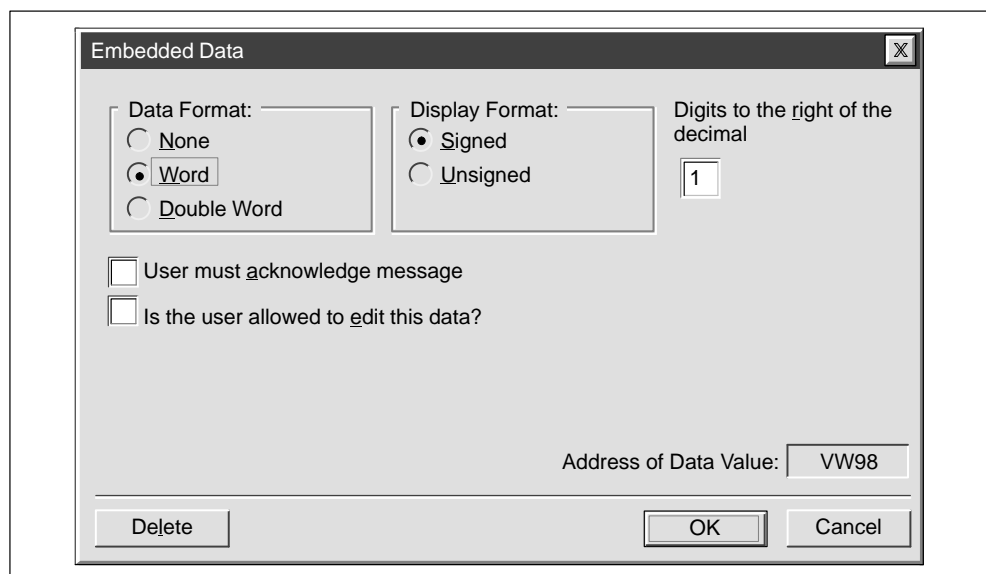 Embedded Data
X
Data Format:
None
Word
Double Word
Display Format:
Signed
Unsigned
Digits to the right of the
decimal
1
User must acknowledge message
Is the user allowed to edit this data?
Address of Data Value:
VW98
Delete
OK
Cancel